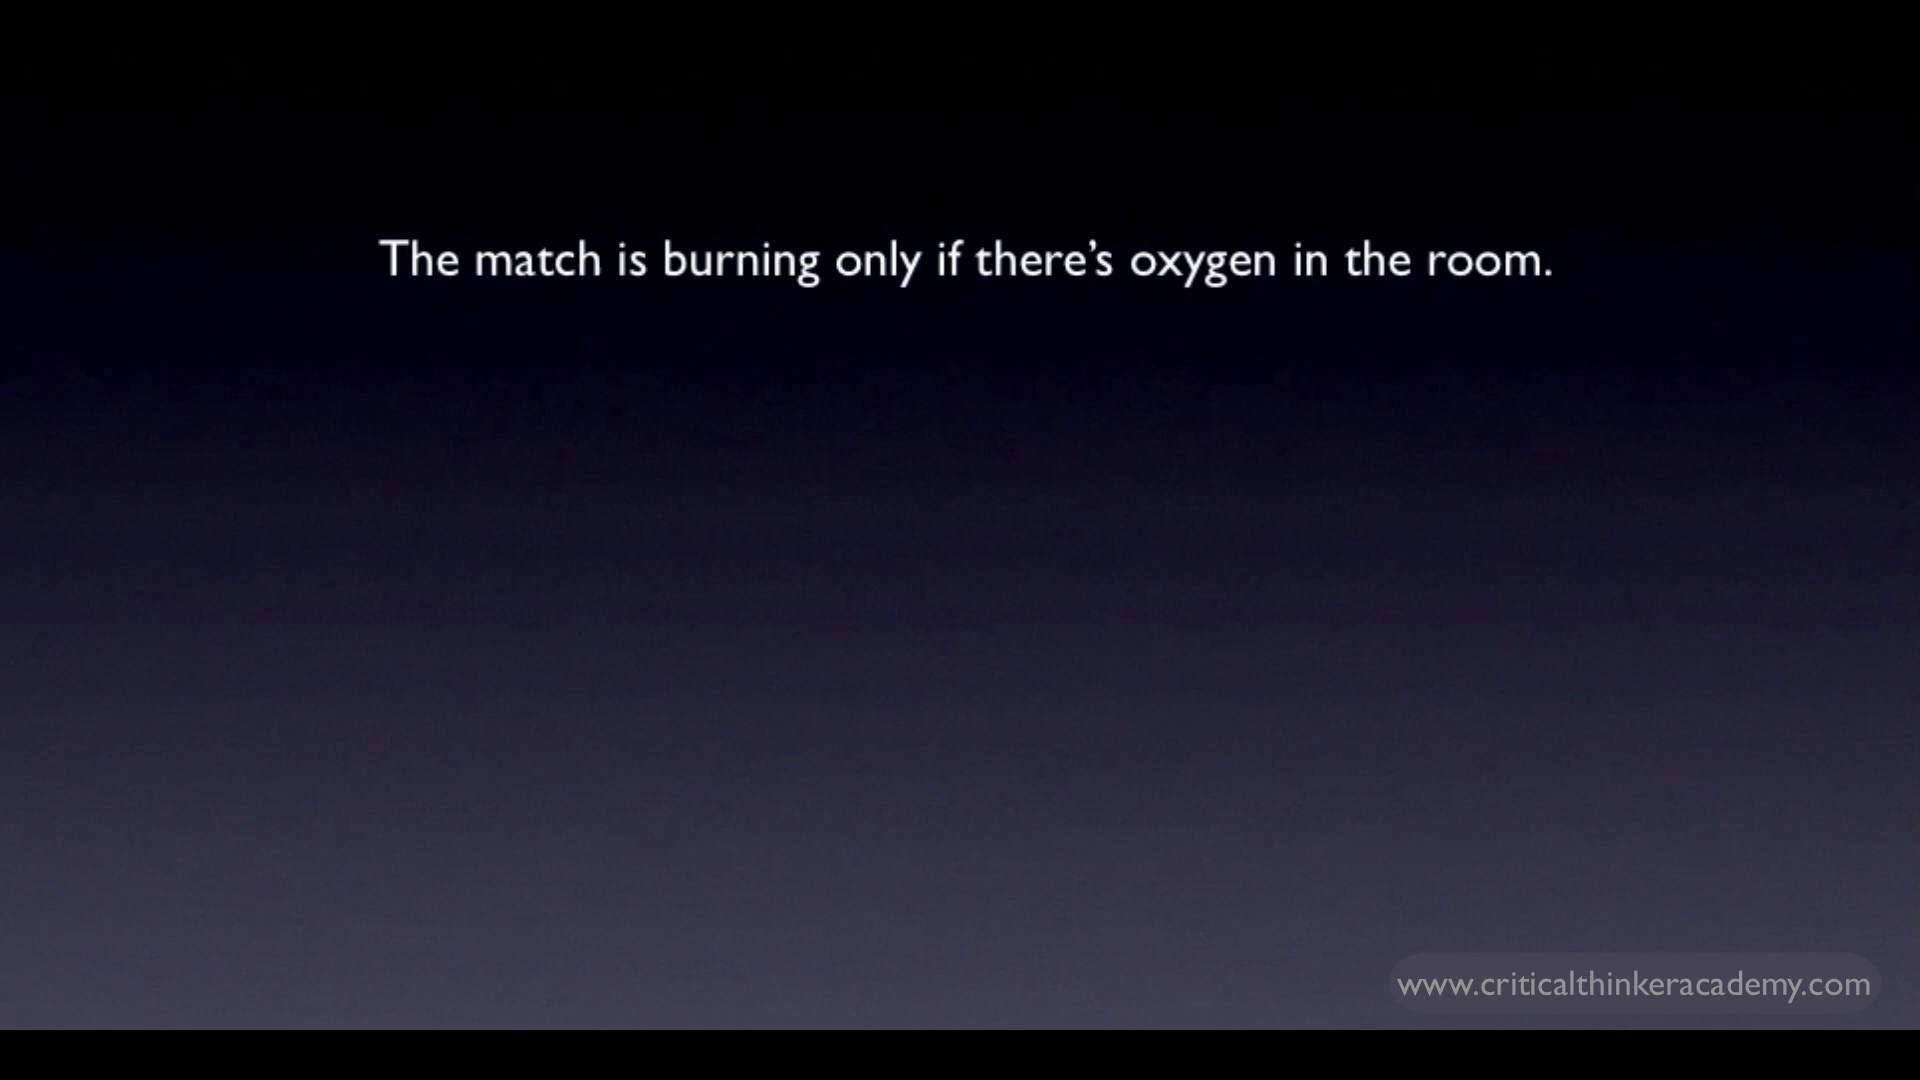 The match is burning only if there’s oxygen in the room.
www.criticalthinkeracademy.com